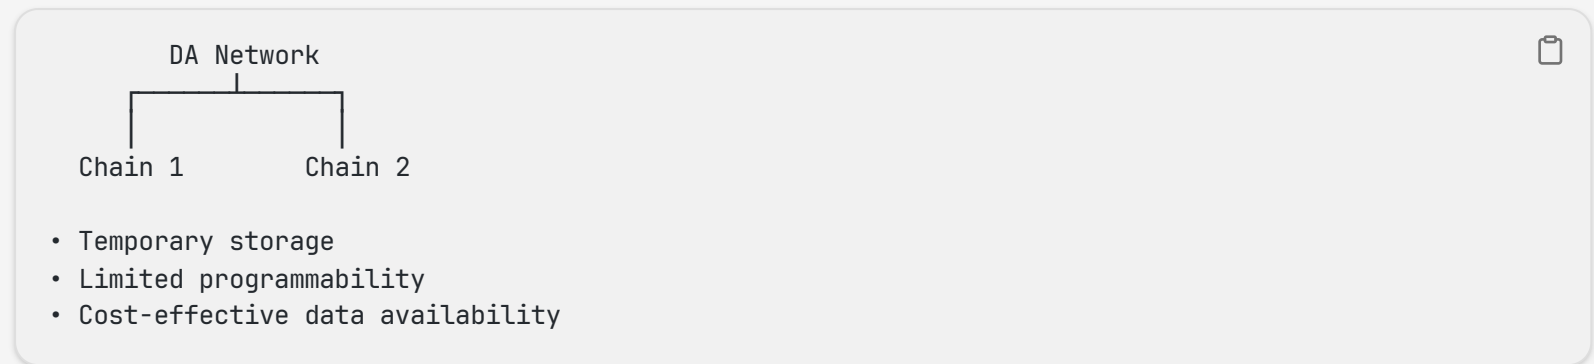 DA Network
Chain 1 Chain 2
• Temporary storage
• Limited programmability
• Cost-effective data availability